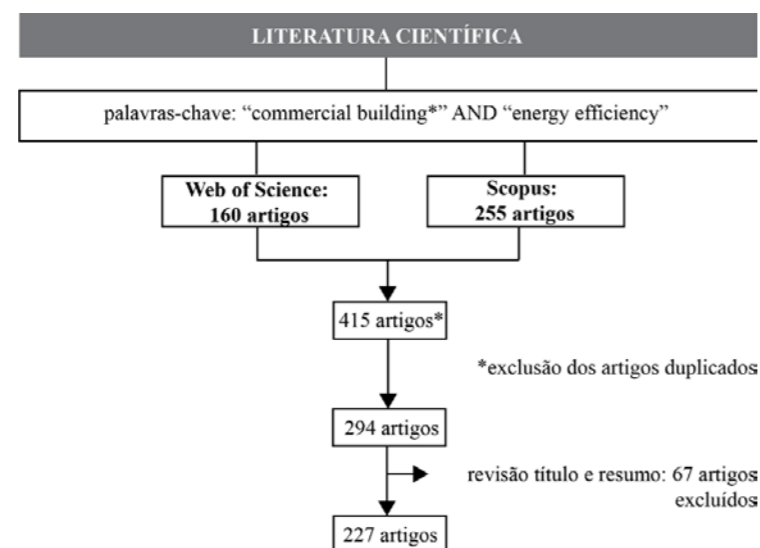 LITERATURA CIENTÍFICA
palavras-chave: “commercial building*” AND “energy efficiency”
Web of Science:
160 artigos
Scopus:
255 artigos
415 artigos*
*exclusão dos artigos duplicados
294 artigos
revisão título e resumo: 67 artigos
excluídos
227 artigos